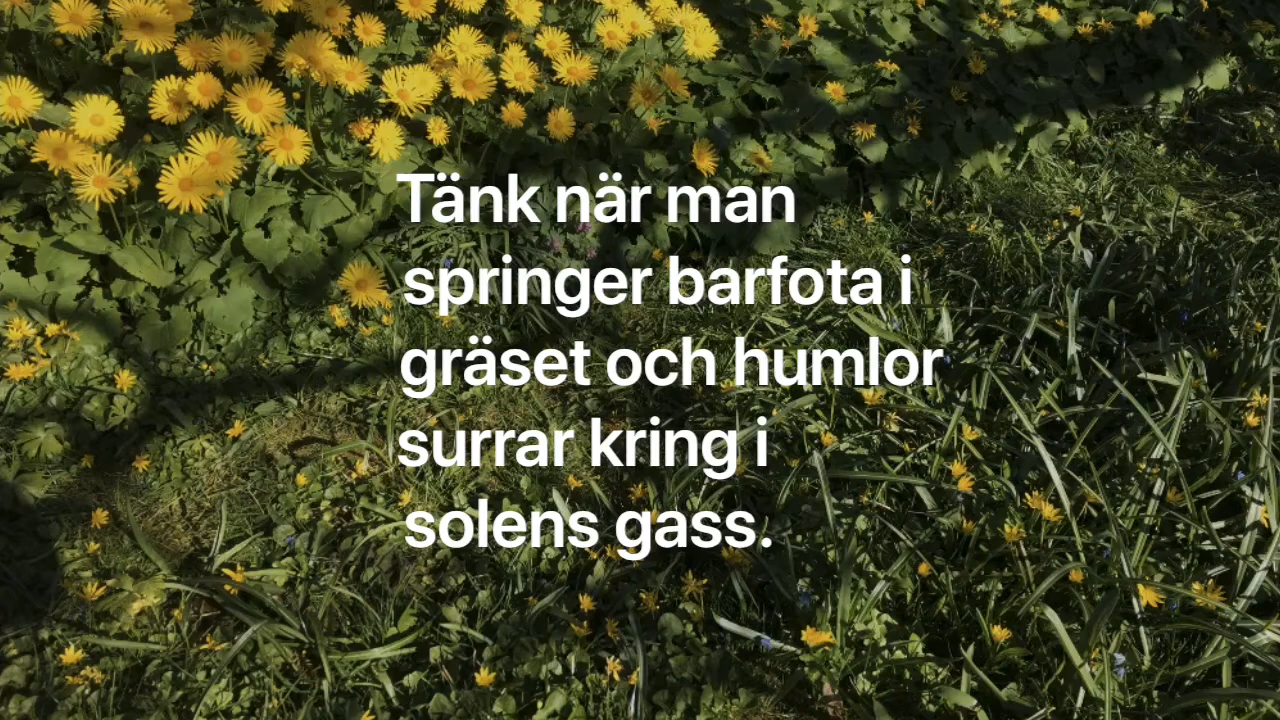 Tänk när man
springer barfota i
gräset och humlor
surrar kring i
solens gass.